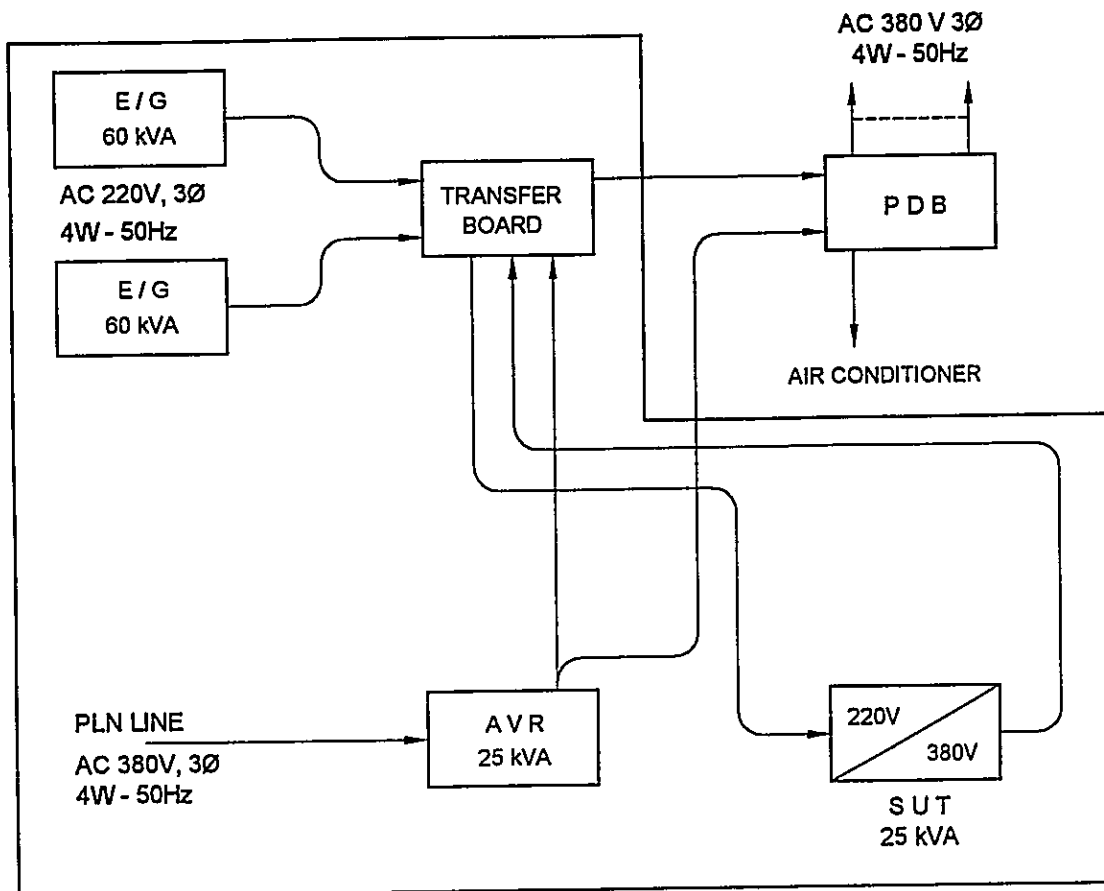 AC 380 V 3Ø
4W - 50Hz
E / G
60 kVA
AC 220V, 3Ø
4W - 50Hz
E / G
60 kVA
TRANSFER
BOARD
P D B
AIR CONDITIONER
PLN LINE
AC 380V, 3Ø
4W - 50Hz
A V R
25 kVA
220V
380V
S U T
25 kVA